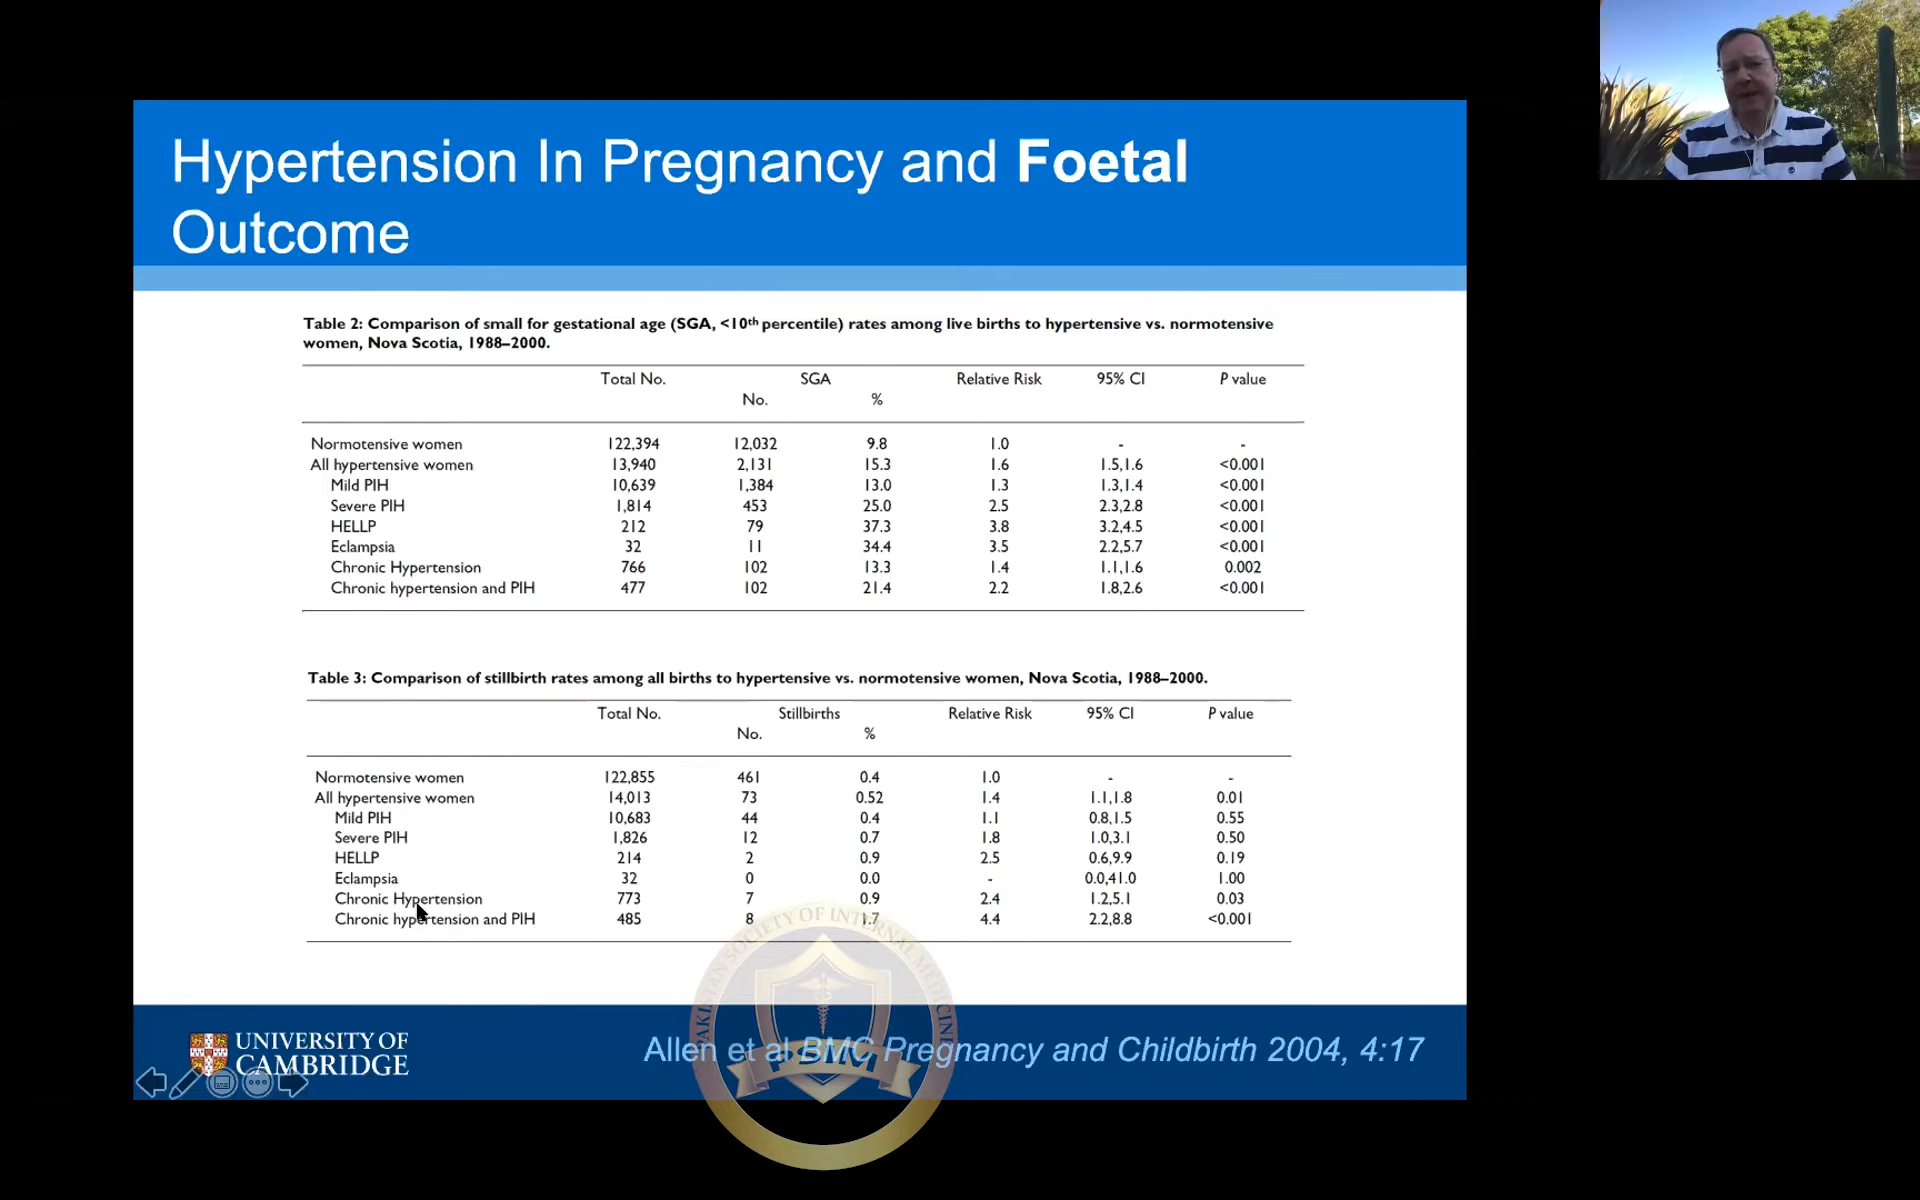 Hypertension In Pregnancy and Foetal
Outcome
Table 2: Comparison of small for gestational age (SGA, <10th percentile) rates among live births to hypertensive vs. normotensive
women, Nova Scotia, 1988–2000.
Total No. SGA Relative Risk 95% CI P value
No. %
Normotensive women 122,394 12,032 9.8 1.0 - -
All hypertensive women 13,940 2,131 15.3 1.6 1.5,1.6 <0.001
Mild PIH 10,639 1,384 13.0 1.3 1.3,1.4 <0.001
Severe PIH 1,814 453 25.0 2.5 2.3,2.8 <0.001
HELLP 212 79 37.3 3.8 3.2,4.5 <0.001
Eclampsia 32 11 34.4 3.5 2.2,5.7 <0.001
Chronic Hypertension 766 102 13.3 1.4 1.1,1.6 0.002
Chronic hypertension and PIH 477 102 21.4 2.2 1.8,2.6 <0.001
Table 3: Comparison of stillbirth rates among all births to hypertensive vs. normotensive women, Nova Scotia, 1988–2000.
Total No. Stillbirths Relative Risk 95% CI P value
No. %
Normotensive women 122,855 461 0.4 1.0 - -
All hypertensive women 14,013 73 0.52 1.4 1.1,1.8 0.01
Mild PIH 10,683 44 0.4 1.1 0.8,1.5 0.55
Severe PIH 1,826 12 0.7 1.8 1.0,3.1 0.50
HELLP 214 2 0.9 2.5 0.6,9.9 0.19
Eclampsia 32 0 0.0 - 0.0,41.0 1.00
Chronic Hypertension 773 7 0.9 2.4 1.2,5.1 0.03
Chronic hypertension and PIH 485 8 1.7 4.4 2.2,8.8 <0.001
PAKISTAN SOCIETY OF INTERNAL MEDICINE
PSIM
UNIVERSITY OF
CAMBRIDGE
Allen et al BMC Pregnancy and Childbirth 2004, 4:17